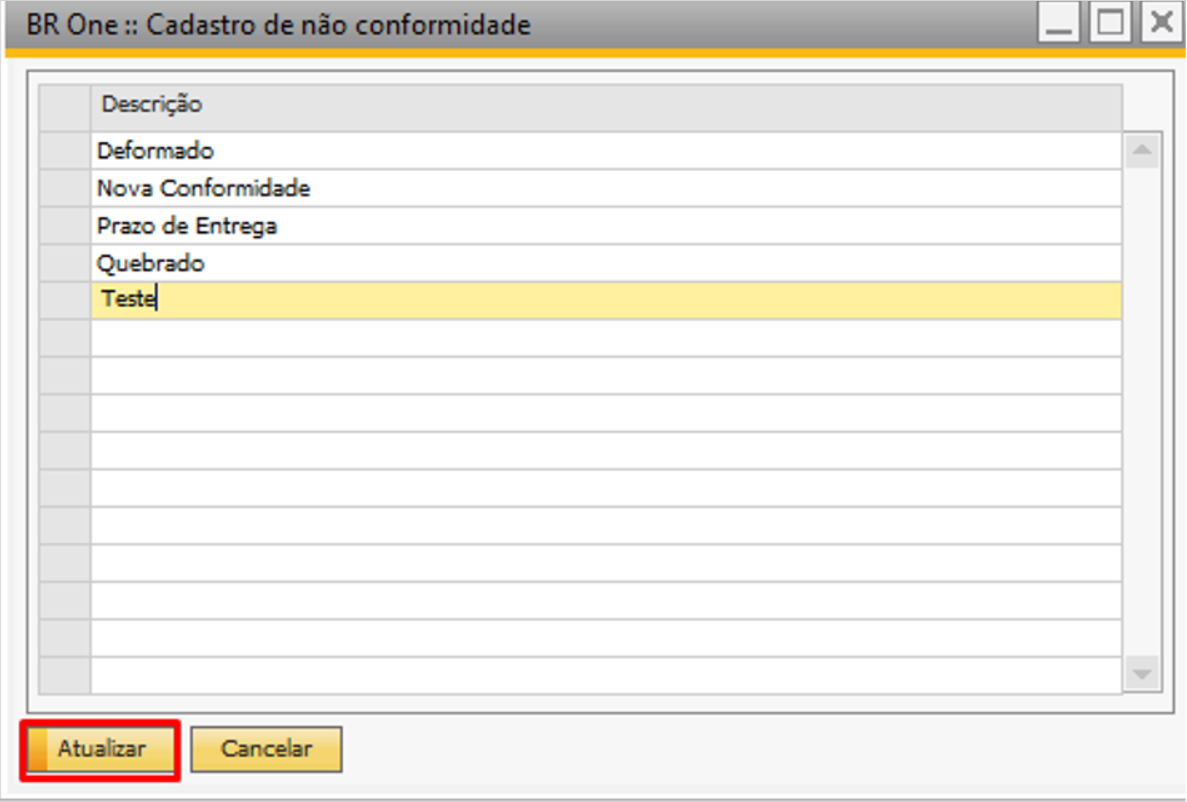 BR One :: Cadastro de não conformidade
Descrição
Deformado
Nova Conformidade
Prazo de Entrega
Quebrado
Teste
Atualizar
Cancelar